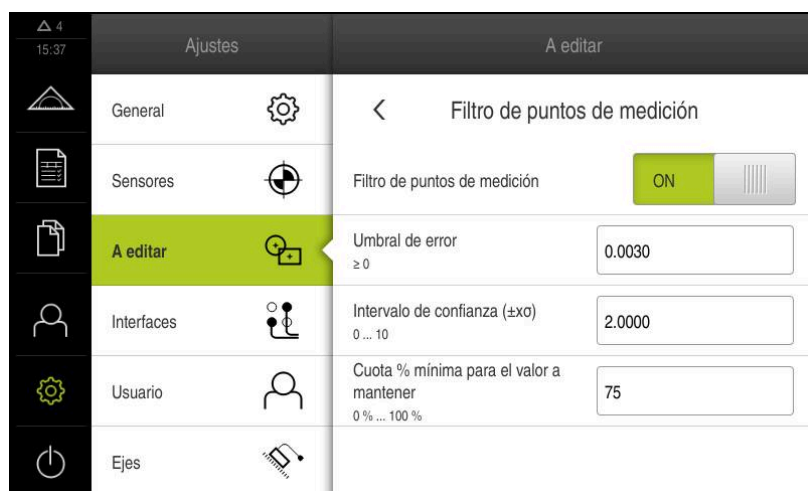 4
15:37
Ajustes
A editar
General
Sensores
A editar
Interfaces
Usuario
Ejes
Filtro de puntos de medición
Filtro de puntos de medición
ON
Umbral de error
≥ 0
0.0030
Intervalo de confianza (±xσ)
0 ... 10
2.0000
Cuota % mínima para el valor a
mantener
0 % ... 100 %
75